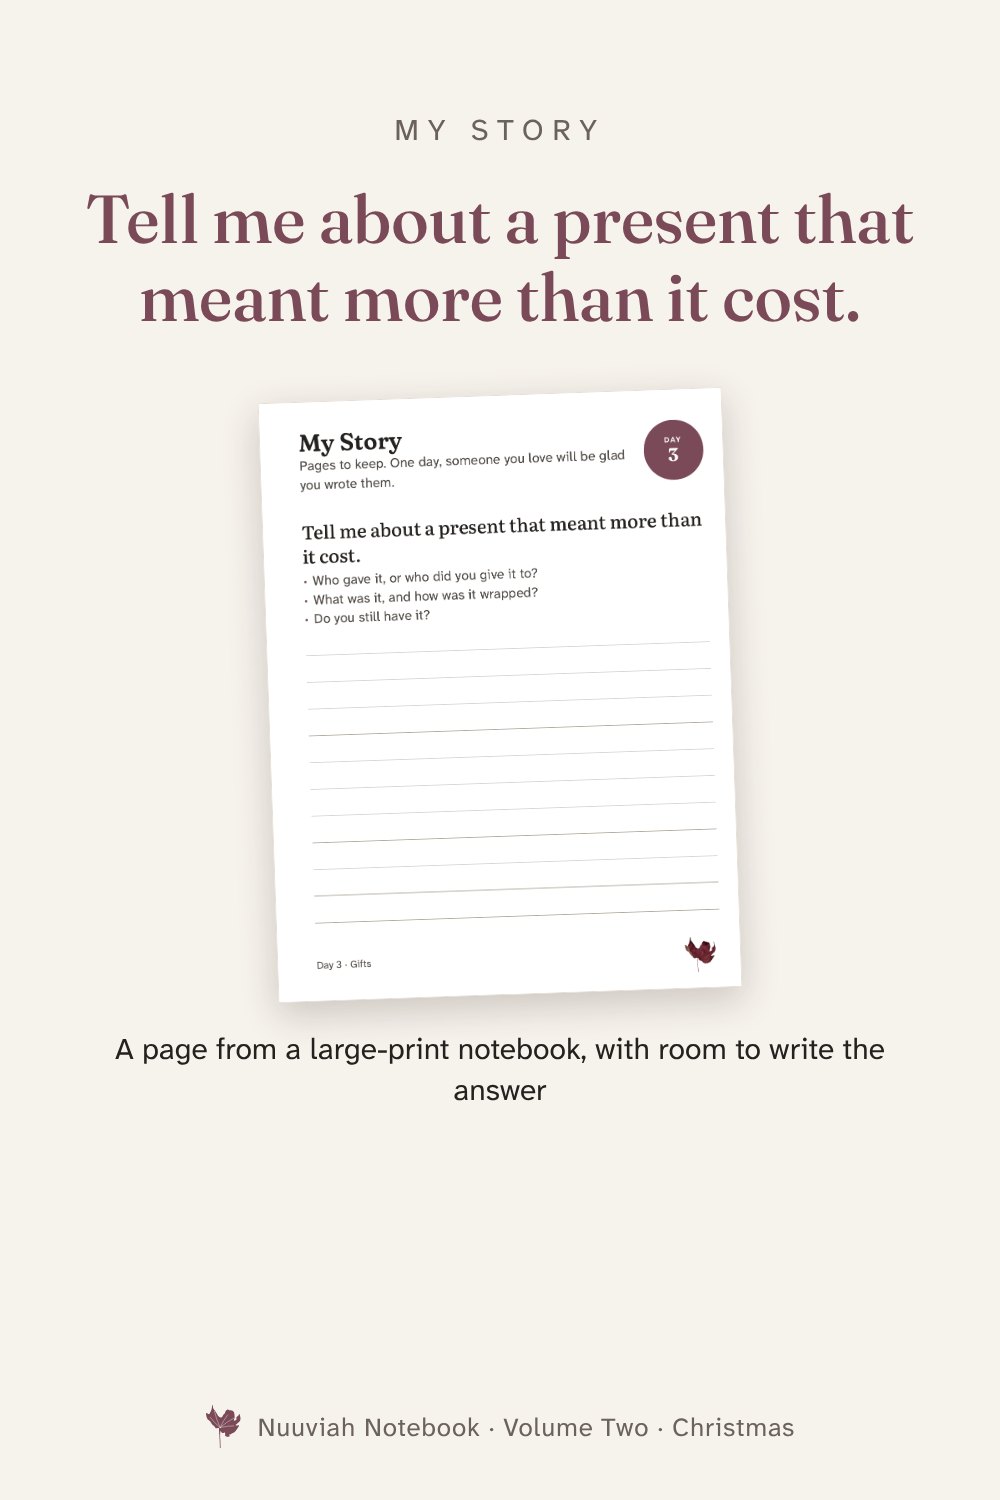 MY STORY
Tell me about a present that
meant more than it cost.
My Story
Pages to keep. One day, someone you love will be glad
you wrote them.
DAY
3
Tell me about a present that meant more than
it cost.
· Who gave it, or who did you give it to?
· What was it, and how was it wrapped?
· Do you still have it?
Day 3 · Gifts
A page from a large-print notebook, with room to write the
answer
Nuuviah Notebook · Volume Two · Christmas